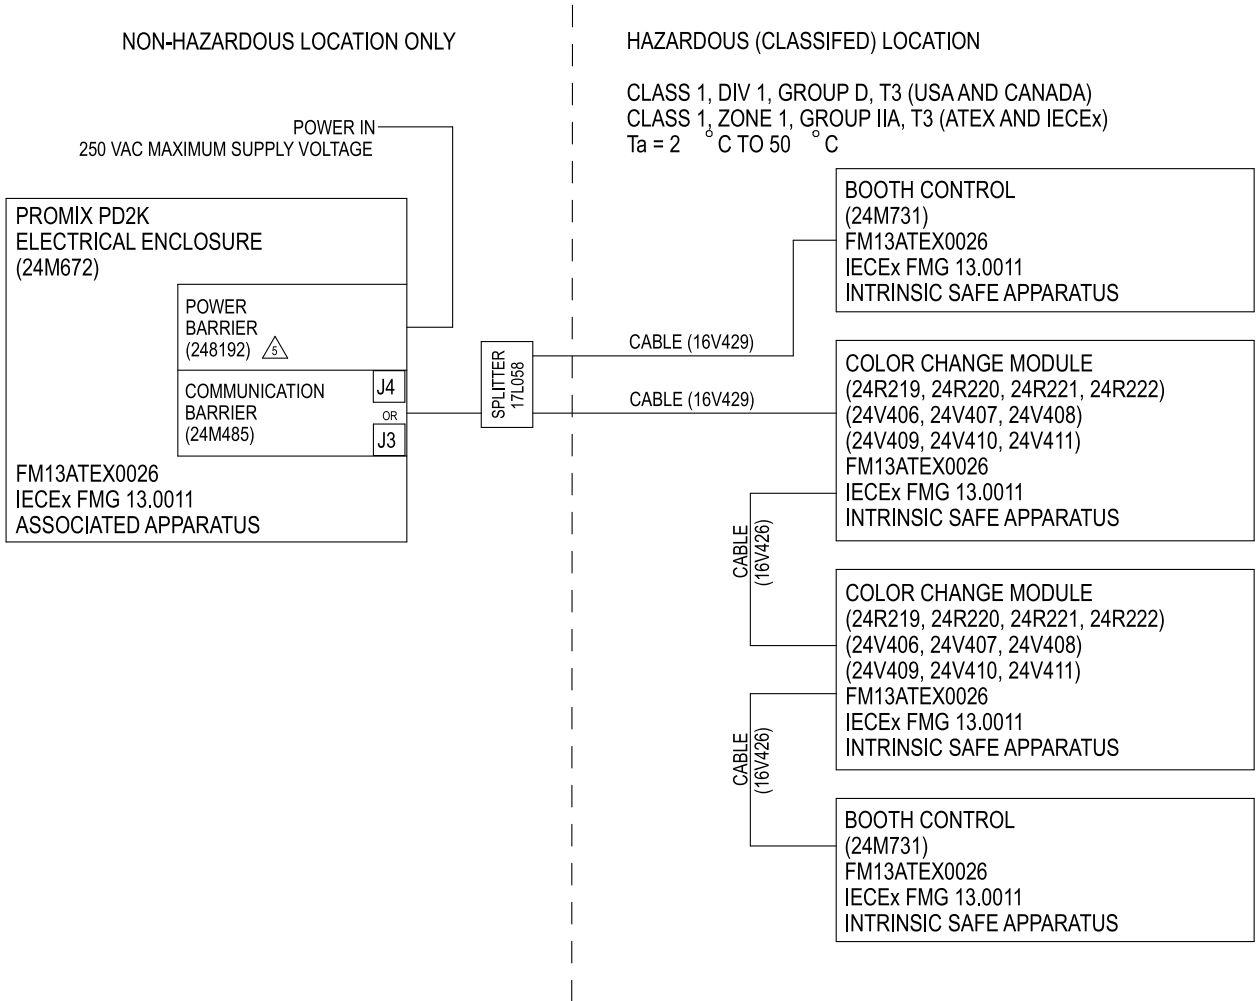 NON-HAZARDOUS LOCATION ONLY
HAZARDOUS (CLASSIFED) LOCATION
CLASS 1, DIV 1, GROUP D, T3 (USA AND CANADA)
CLASS 1, ZONE 1, GROUP IIA, T3 (ATEX AND IECEx)
Ta = 2 °C TO 50 °C
POWER IN
250 VAC MAXIMUM SUPPLY VOLTAGE
PROMIX PD2K
ELECTRICAL ENCLOSURE
(24M672)
POWER
BARRIER
(248192) 5
COMMUNICATION
BARRIER
(24M485)
J4
OR
J3
FM13ATEX0026
IECEx FMG 13.0011
ASSOCIATED APPARATUS
SPLITTER
17L058
CABLE (16V429)
CABLE (16V429)
BOOTH CONTROL
(24M731)
FM13ATEX0026
IECEx FMG 13.0011
INTRINSIC SAFE APPARATUS
COLOR CHANGE MODULE
(24R219, 24R220, 24R221, 24R222)
(24V406, 24V407, 24V408)
(24V409, 24V410, 24V411)
FM13ATEX0026
IECEx FMG 13.0011
INTRINSIC SAFE APPARATUS
CABLE
(16V426)
COLOR CHANGE MODULE
(24R219, 24R220, 24R221, 24R222)
(24V406, 24V407, 24V408)
(24V409, 24V410, 24V411)
FM13ATEX0026
IECEx FMG 13.0011
INTRINSIC SAFE APPARATUS
CABLE
(16V426)
BOOTH CONTROL
(24M731)
FM13ATEX0026
IECEx FMG 13.0011
INTRINSIC SAFE APPARATUS